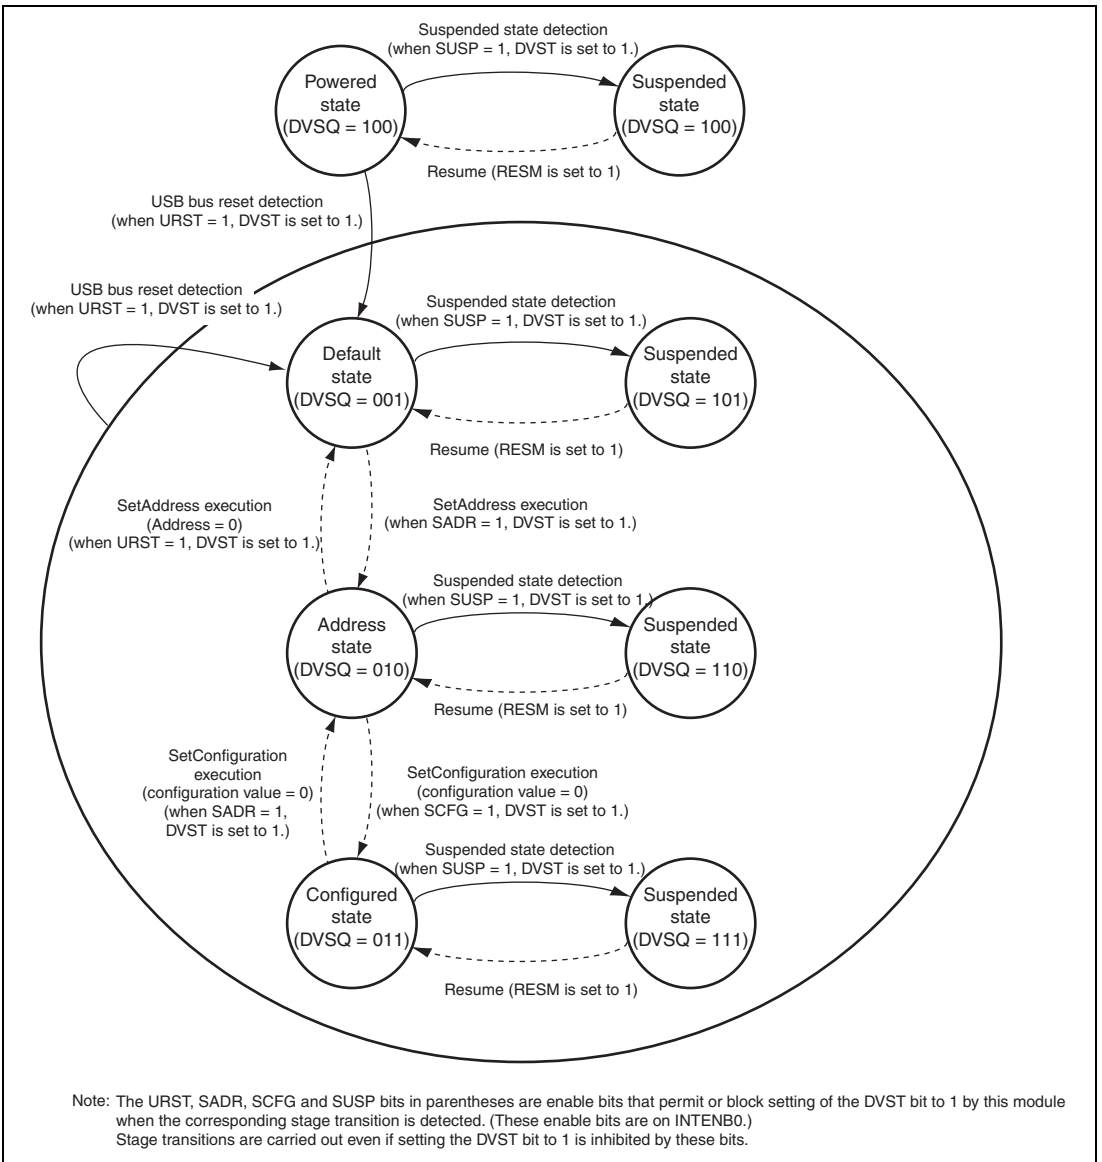 Suspended state detection
(when SUSP = 1, DVST is set to 1.)
Powered
state
(DVSQ = 100)
Suspended
state
(DVSQ = 100)
Resume (RESM is set to 1)
USB bus reset detection
(when URST = 1, DVST is set to 1.)
USB bus reset detection
(when URST = 1, DVST is set to 1.)
Suspended state detection
(when SUSP = 1, DVST is set to 1.)
Default
state
(DVSQ = 001)
Suspended
state
(DVSQ = 101)
Resume (RESM is set to 1)
SetAddress execution
(Address = 0)
(when URST = 1, DVST is set to 1.)
SetAddress execution
(when SADR = 1, DVST is set to 1.)
Suspended state detection
(when SUSP = 1, DVST is set to 1.)
Address
state
(DVSQ = 010)
Suspended
state
(DVSQ = 110)
Resume (RESM is set to 1)
SetConfiguration
execution
(configuration value = 0)
(when SADR = 1,
DVST is set to 1.)
SetConfiguration execution
(configuration value = 0)
(when SCFG = 1, DVST is set to 1.)
Suspended state detection
(when SUSP = 1, DVST is set to 1.)
Configured
state
(DVSQ = 011)
Suspended
state
(DVSQ = 111)
Resume (RESM is set to 1)
Note: The URST, SADR, SCFG and SUSP bits in parentheses are enable bits that permit or block setting of the DVST bit to 1 by this module
when the corresponding stage transition is detected. (These enable bits are on INTENB0.)
Stage transitions are carried out even if setting the DVST bit to 1 is inhibited by these bits.